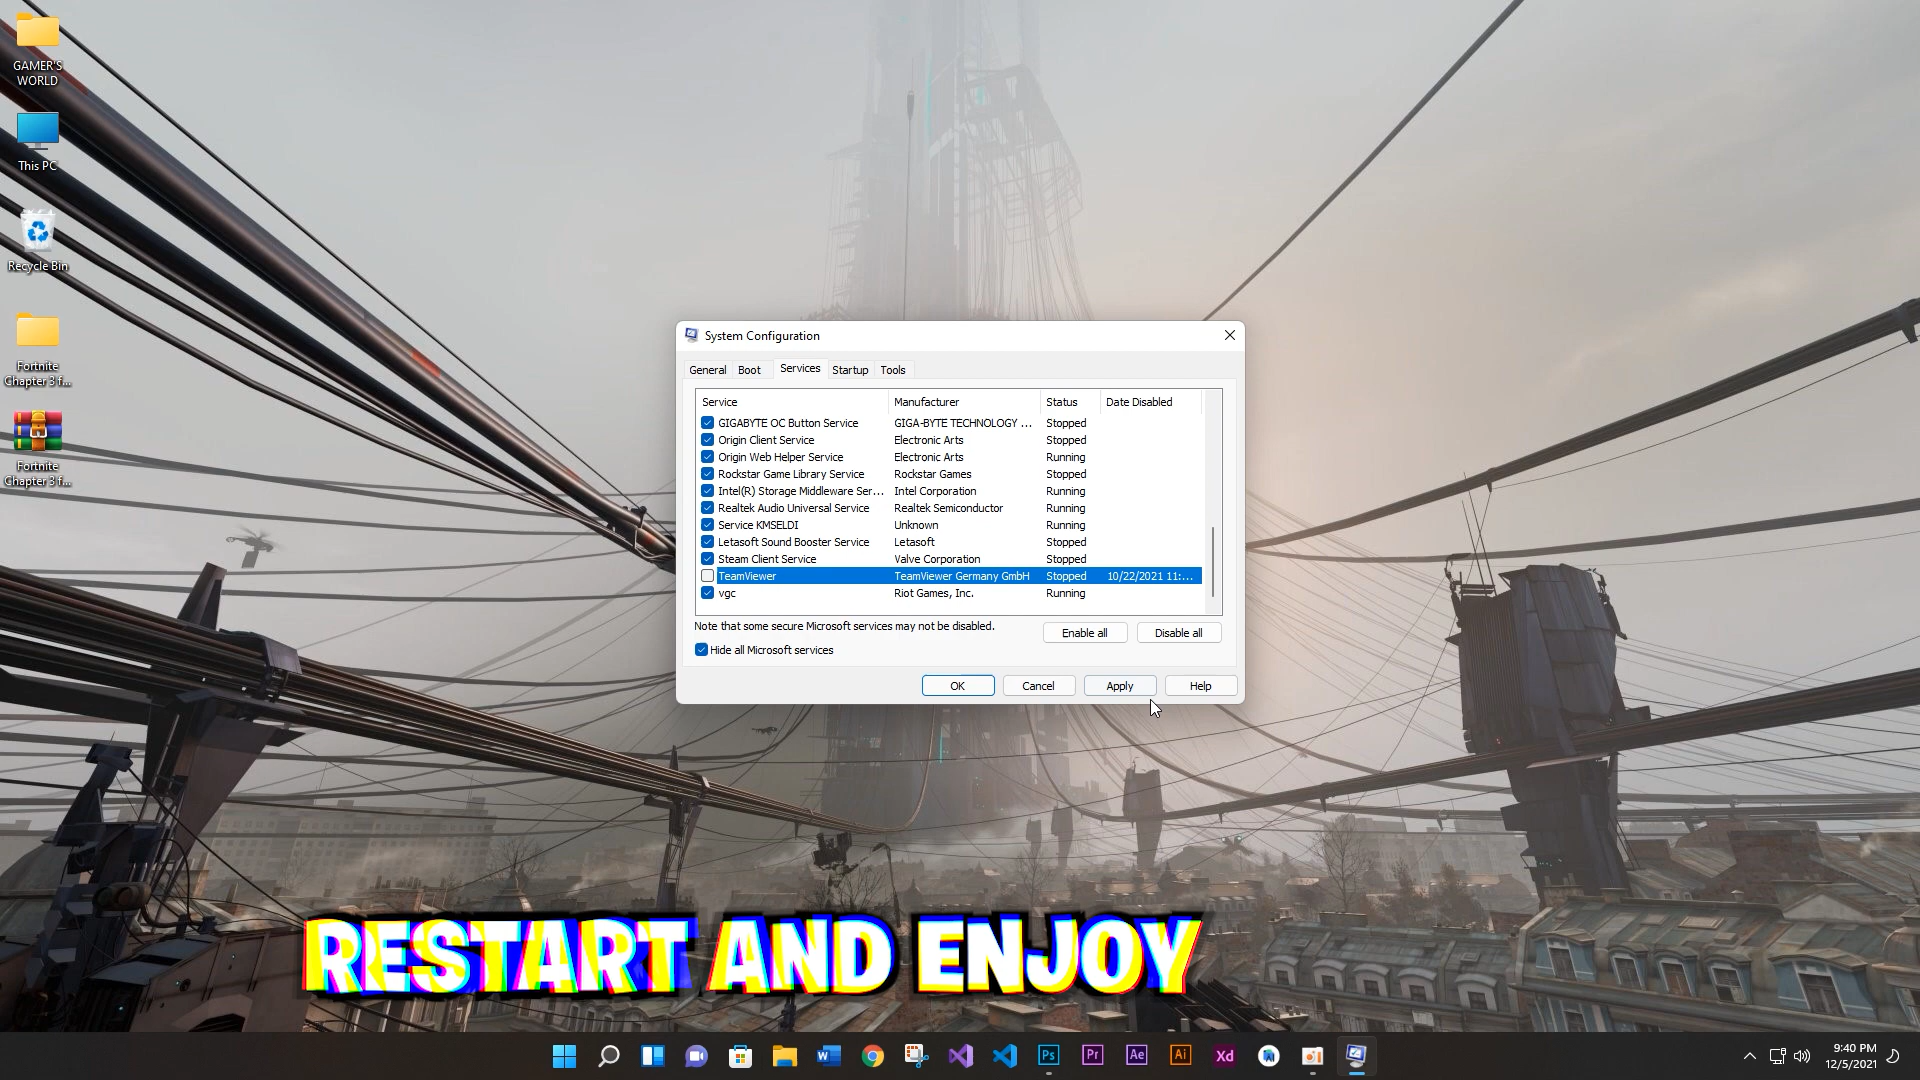 GAMER'S
WORLD
This PC
Recycle Bin
Fortnite
Chapter 3 f...
Fortnite
Chapter 3 f...
System Configuration
General Boot Services Startup Tools
Service Manufacturer Status Date Disabled
GIGABYTE OC Button Service GIGA-BYTE TECHNOLOGY ... Stopped
Origin Client Service Electronic Arts Stopped
Origin Web Helper Service Electronic Arts Running
Rockstar Game Library Service Rockstar Games Stopped
Intel(R) Storage Middleware Ser... Intel Corporation Running
Realtek Audio Universal Service Realtek Semiconductor Running
Service KMSELDI Unknown Running
Letasoft Sound Booster Service Letasoft Stopped
Steam Client Service Valve Corporation Stopped
TeamViewer TeamViewer Germany GmbH Stopped 10/22/2021 11:...
vgc Riot Games, Inc. Running
Note that some secure Microsoft services may not be disabled.
Enable all Disable all
Hide all Microsoft services
OK Cancel Apply Help
RESTART AND ENJOY
W Ps Pr Ae Ai Xd
9:40 PM
12/5/2021